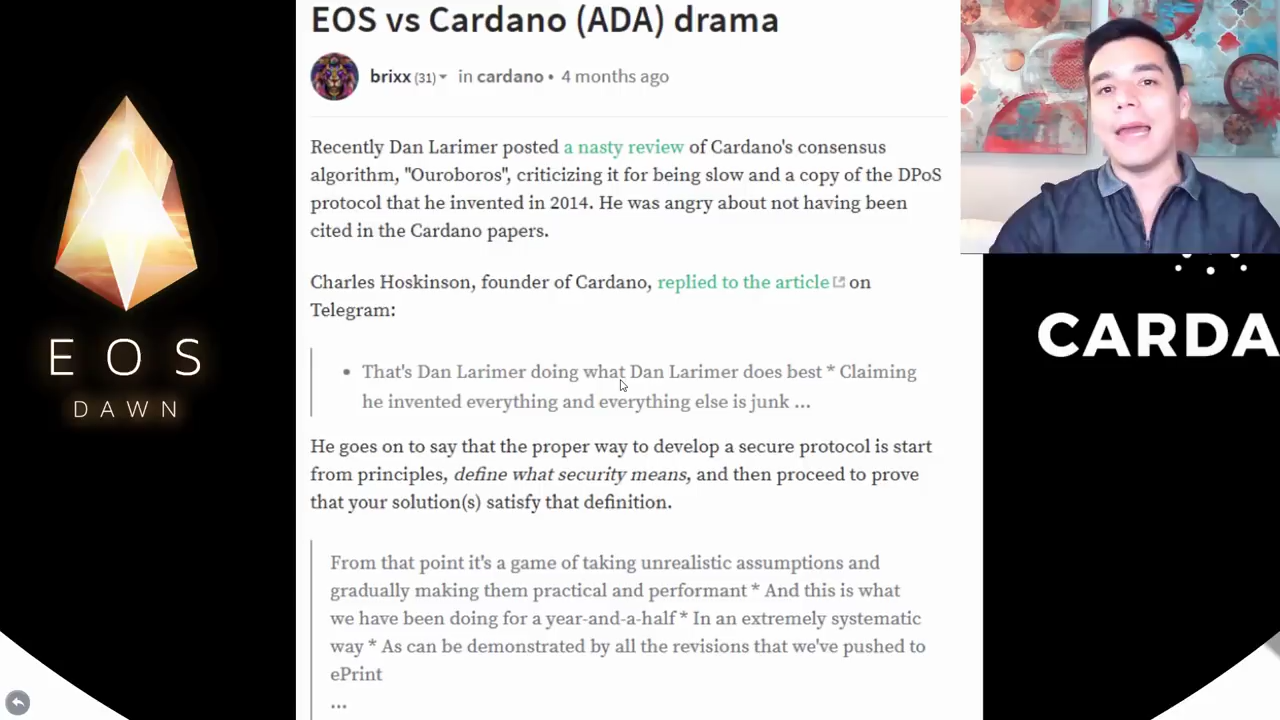 EOS vs Cardano (ADA) drama
brixx (31) in cardano • 4 months ago
Recently Dan Larimer posted a nasty review of Cardano's consensus
algorithm, "Ouroboros", criticizing it for being slow and a copy of the DPoS
protocol that he invented in 2014. He was angry about not having been
cited in the Cardano papers.
Charles Hoskinson, founder of Cardano, replied to the article on
Telegram:
• That's Dan Larimer doing what Dan Larimer does best * Claiming
he invented everything and everything else is junk ...
He goes on to say that the proper way to develop a secure protocol is start
from principles, define what security means, and then proceed to prove
that your solution(s) satisfy that definition.
From that point it's a game of taking unrealistic assumptions and
gradually making them practical and performant * And this is what
we have been doing for a year-and-a-half * In an extremely systematic
way * As can be demonstrated by all the revisions that we've pushed to
ePrint
...
EOS
DAWN
CARDA